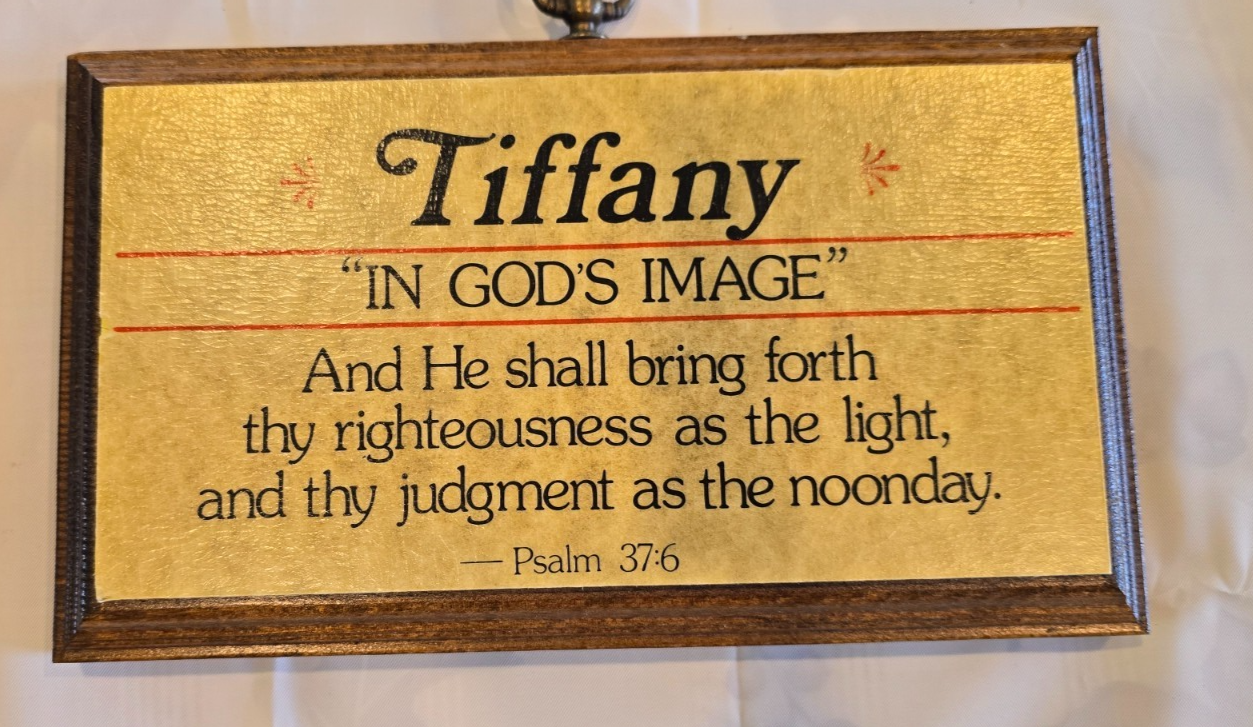 Tiffany
“IN GOD’S IMAGE”
And He shall bring forth
thy righteousness as the light,
and thy judgment as the noonday.
— Psalm 37:6